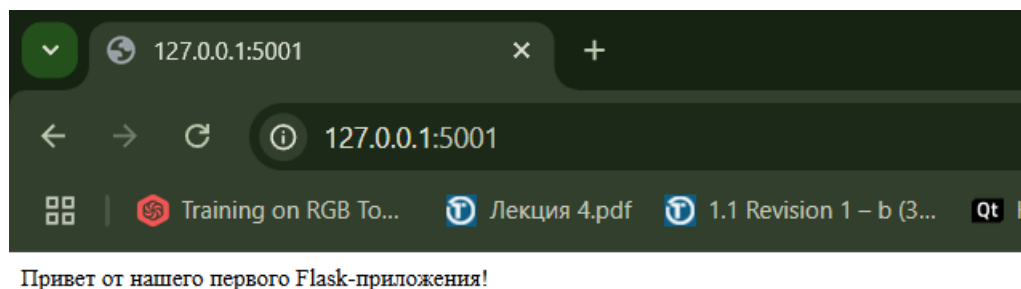 127.0.0.1:5001
127.0.0.1:5001
Training on RGB To... Лекция 4.pdf 1.1 Revision 1 – b (3... Qt
Привет от нашего первого Flask-приложения!